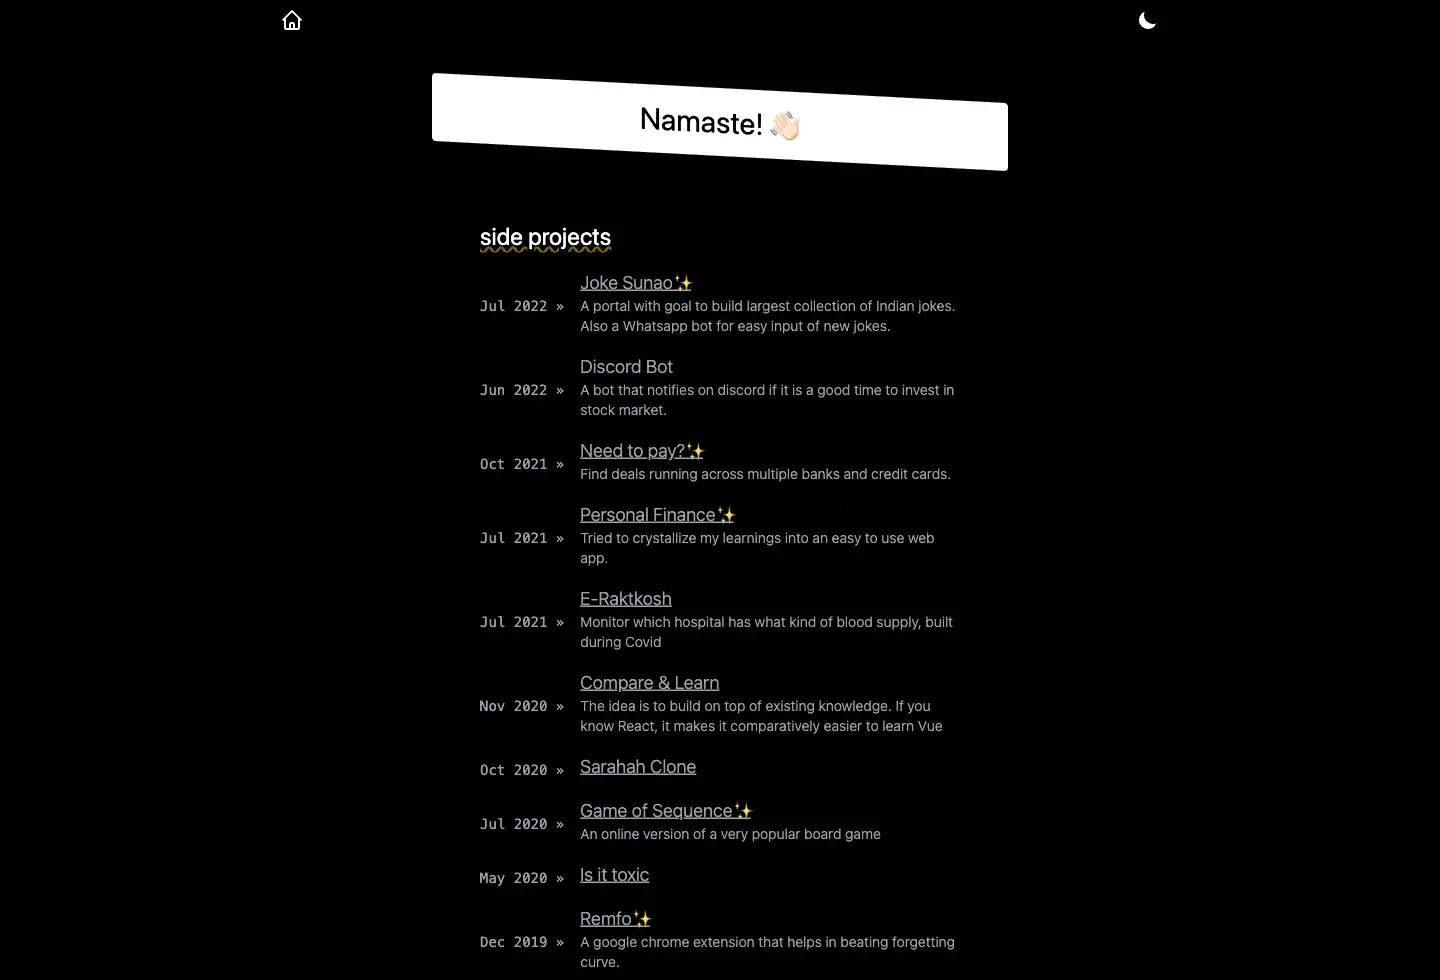 Namaste! 👋🏻
side projects
Joke Sunao✨
Jul 2022 » A portal with goal to build largest collection of Indian jokes.
Also a Whatsapp bot for easy input of new jokes.
Discord Bot
Jun 2022 » A bot that notifies on discord if it is a good time to invest in
stock market.
Need to pay?✨
Oct 2021 »
Find deals running across multiple banks and credit cards.
Personal Finance✨
Jul 2021 » Tried to crystallize my learnings into an easy to use web
app.
E-Raktkosh
Jul 2021 » Monitor which hospital has what kind of blood supply, built
during Covid
Compare & Learn
Nov 2020 » The idea is to build on top of existing knowledge. If you
know React, it makes it comparatively easier to learn Vue
Oct 2020 » Sarahah Clone
Game of Sequence✨
Jul 2020 »
An online version of a very popular board game
May 2020 » Is it toxic
Remfo✨
Dec 2019 » A google chrome extension that helps in beating forgetting
curve.